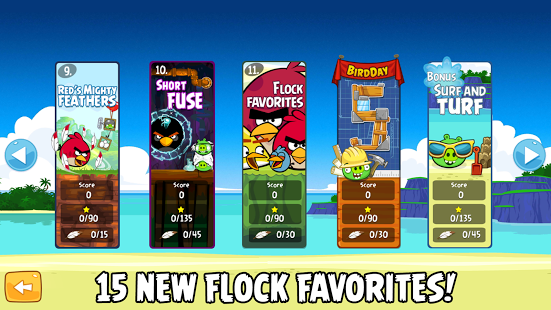 9.
RED'S MIGHTY
FEATHERS
Score
0
0/90
0/15
10.
SHORT
FUSE
Score
0
0/135
0/45
11.
FLOCK
FAVORITES
Score
0
0/90
0/30
BIRDDAY
5
Score
0
0/90
0/30
BONUS
SURF AND
TURF
Score
0
0/135
0/45
15 NEW FLOCK FAVORITES!